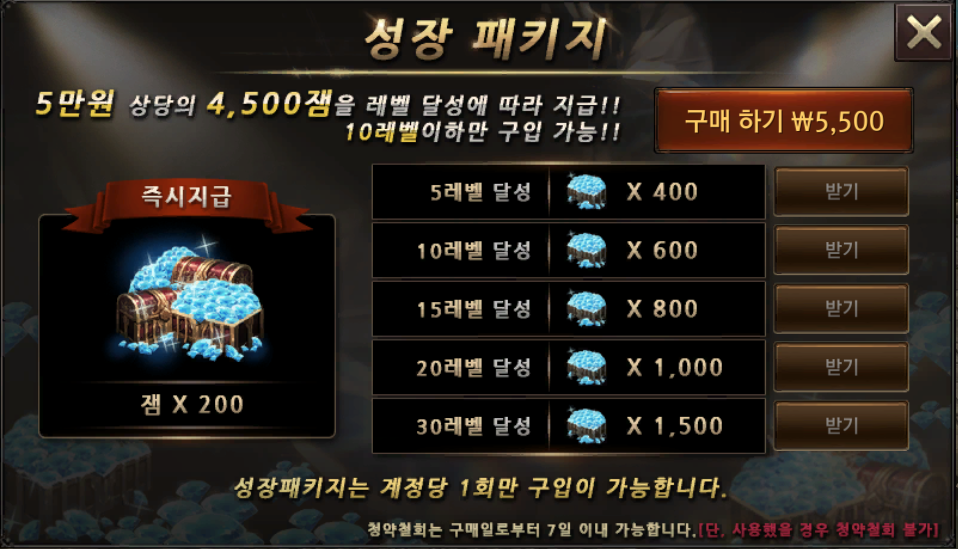 성장 패키지
5만원 상당의 4,500잼을 레벨 달성에 따라 지급!!
10레벨이하만 구입 가능!!
구매 하기 ₩5,500
즉시지급
잼 X 200
5레벨 달성 X 400 받기
10레벨 달성 X 600 받기
15레벨 달성 X 800 받기
20레벨 달성 X 1,000 받기
30레벨 달성 X 1,500 받기
성장패키지는 계정당 1회만 구입이 가능합니다.
청약철회는 구매일로부터 7일 이내 가능합니다.[단, 사용했을 경우 청약철회 불가]